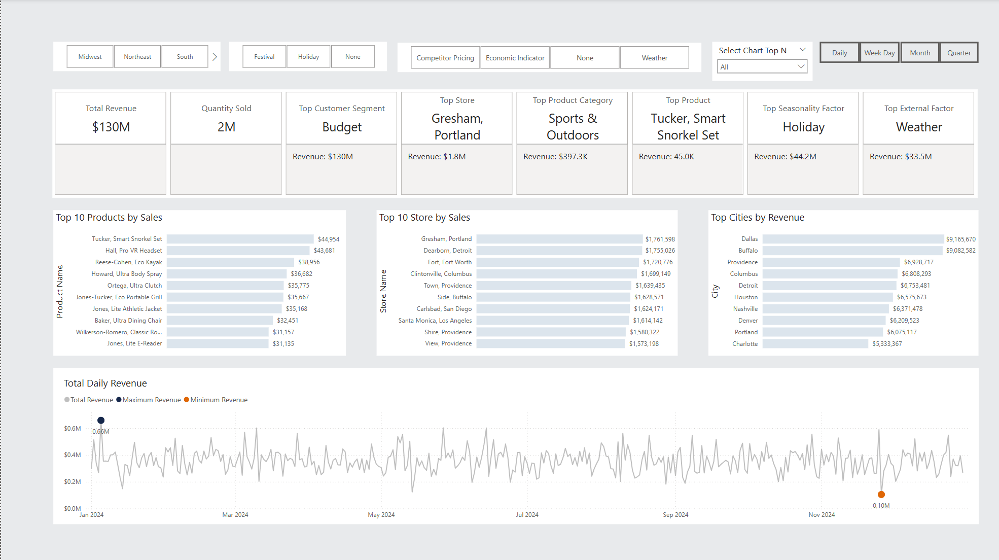 Midwest
Northeast
South
Festival
Holiday
None
Competitor Pricing
Economic Indicator
None
Weather
Select Chart Top N
All
Daily
Week Day
Month
Quarter
Total Revenue
$130M
Quantity Sold
2M
Top Customer Segment
Budget
Revenue: $130M
Top Store
Gresham,
Portland
Revenue: $1.8M
Top Product Category
Sports &
Outdoors
Revenue: $397.3K
Top Product
Tucker, Smart
Snorkel Set
Revenue: 45.0K
Top Seasonality Factor
Holiday
Revenue: $44.2M
Top External Factor
Weather
Revenue: $33.5M
Top 10 Products by Sales
Product Name
Tucker, Smart Snorkel Set $44,954
Hall, Pro VR Headset $43,681
Reese-Cohen, Eco Kayak $38,956
Howard, Ultra Body Spray $36,682
Ortega, Ultra Clutch $35,775
Jones-Tucker, Eco Portable Grill $35,667
Jones, Lite Athletic Jacket $35,168
Baker, Ultra Dining Chair $32,451
Wilkerson-Romero, Classic Ro... $31,157
Jones, Lite E-Reader $31,135
Top 10 Store by Sales
Store Name
Gresham, Portland $1,761,598
Dearborn, Detroit $1,755,026
Fort, Fort Worth $1,720,776
Clintonville, Columbus $1,699,149
Town, Providence $1,639,435
Side, Buffalo $1,628,571
Carlsbad, San Diego $1,624,171
Santa Monica, Los Angeles $1,614,142
Shire, Providence $1,580,322
View, Providence $1,573,198
Top Cities by Revenue
City
Dallas $9,165,670
Buffalo $9,082,582
Providence $6,928,717
Columbus $6,808,293
Detroit $6,753,481
Houston $6,575,673
Nashville $6,371,478
Denver $6,209,523
Portland $6,075,117
Charlotte $5,333,367
Total Daily Revenue
Total Revenue Maximum Revenue Minimum Revenue
$0.6M
$0.4M
$0.2M
$0.0M
0.66M
0.10M
Jan 2024 Mar 2024 May 2024 Jul 2024 Sep 2024 Nov 2024